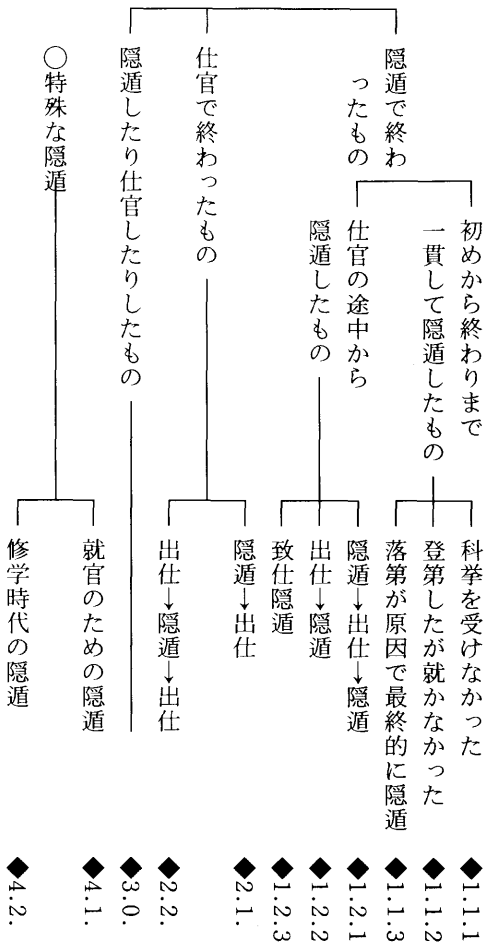 隠遁で終わ
ったもの
初めから終わりまで
一貫して隠遁したもの
科挙を受けなかった ◆1.1.1
登第したが就かなかった ◆1.1.2
落第が原因で最終的に隠遁 ◆1.1.3
仕官の途中から
隠遁したもの
隠遁→出仕→隠遁 ◆1.2.1
出仕→隠遁 ◆1.2.2
致仕隠遁 ◆1.2.3
仕官で終わったもの
隠遁→出仕 ◆2.1.
出仕→隠遁→出仕 ◆2.2.
隠遁したり仕官したりしたもの ◆3.0.
○特殊な隠遁
就官のための隠遁 ◆4.1.
修学時代の隠遁 ◆4.2.